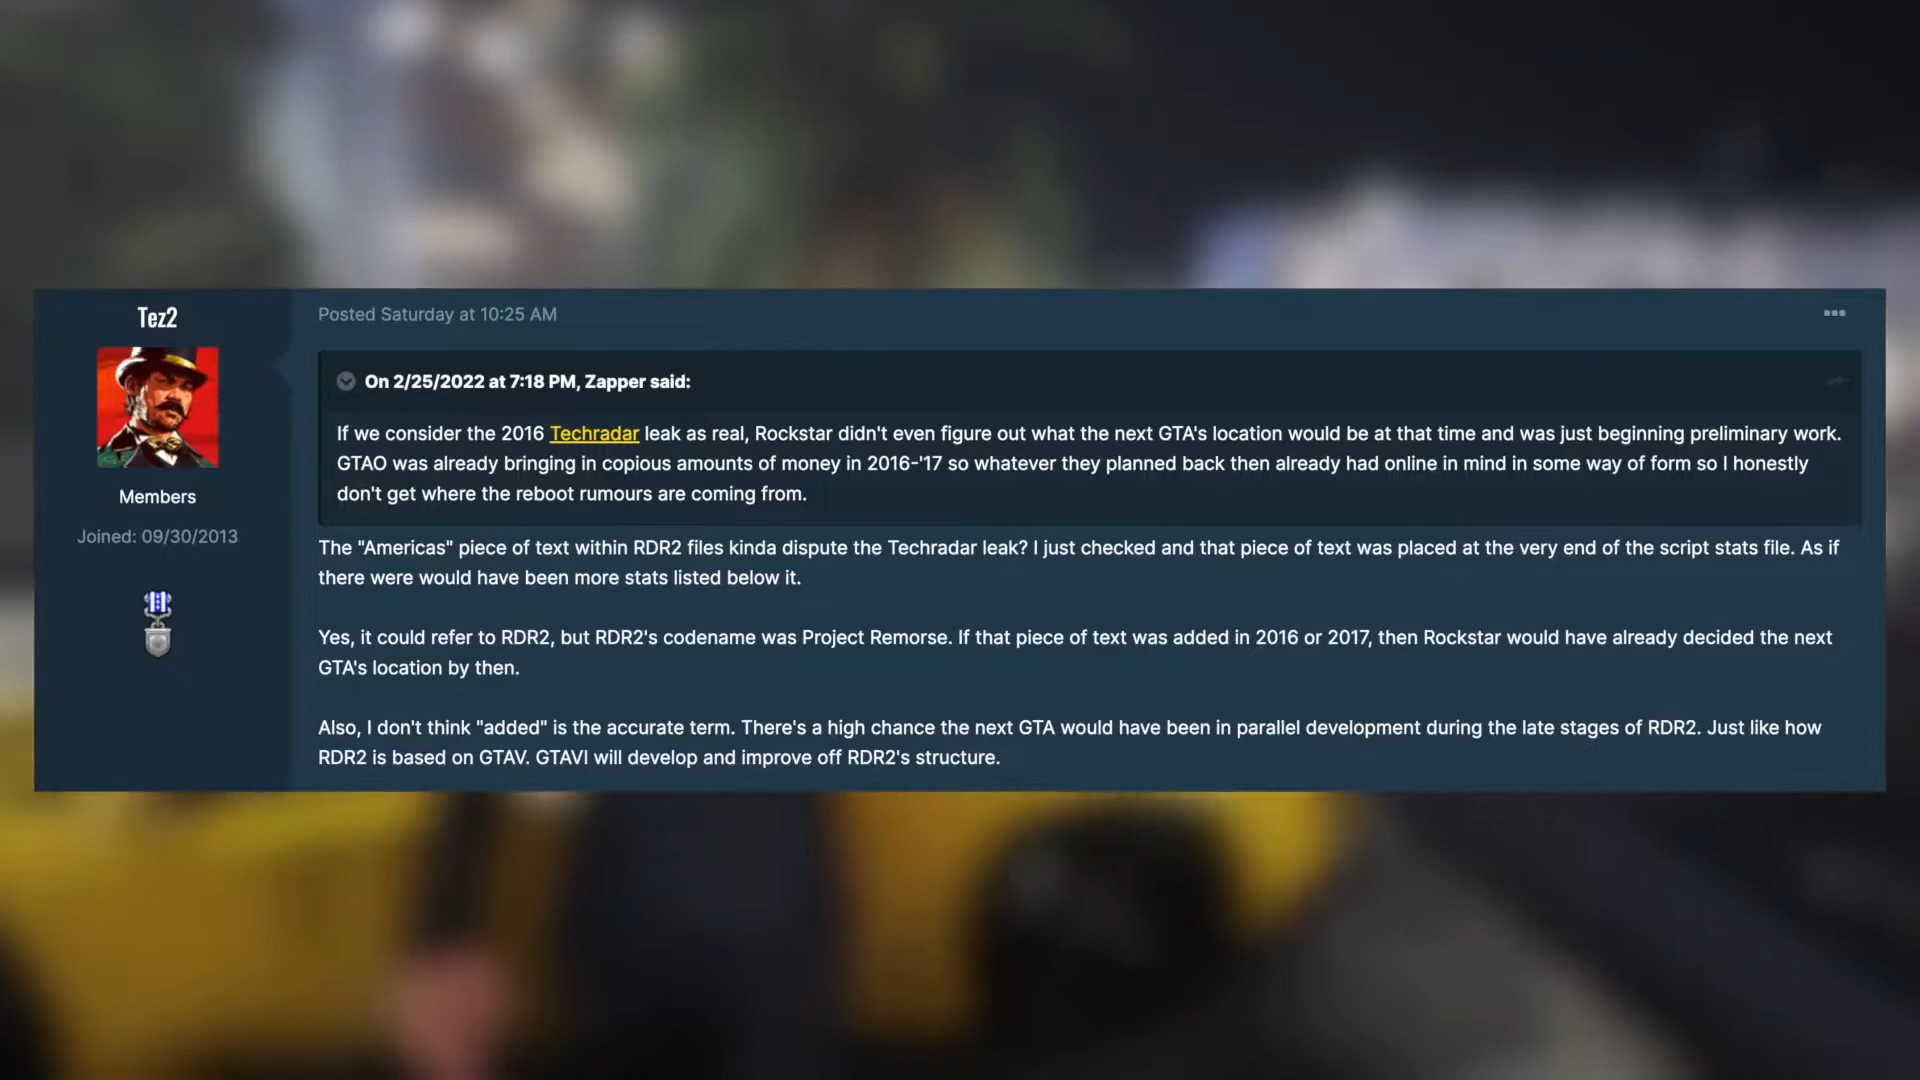 Tez2
Members
Joined: 09/30/2013
Posted Saturday at 10:25 AM
On 2/25/2022 at 7:18 PM, Zapper said:
If we consider the 2016 Techradar leak as real, Rockstar didn't even figure out what the next GTA's location would be at that time and was just beginning preliminary work.
GTAO was already bringing in copious amounts of money in 2016-'17 so whatever they planned back then already had online in mind in some way of form so I honestly
don't get where the reboot rumours are coming from.
The "Americas" piece of text within RDR2 files kinda dispute the Techradar leak? I just checked and that piece of text was placed at the very end of the script stats file. As if
there were would have been more stats listed below it.
Yes, it could refer to RDR2, but RDR2's codename was Project Remorse. If that piece of text was added in 2016 or 2017, then Rockstar would have already decided the next
GTA's location by then.
Also, I don't think "added" is the accurate term. There's a high chance the next GTA would have been in parallel development during the late stages of RDR2. Just like how
RDR2 is based on GTAV. GTAVI will develop and improve off RDR2's structure.